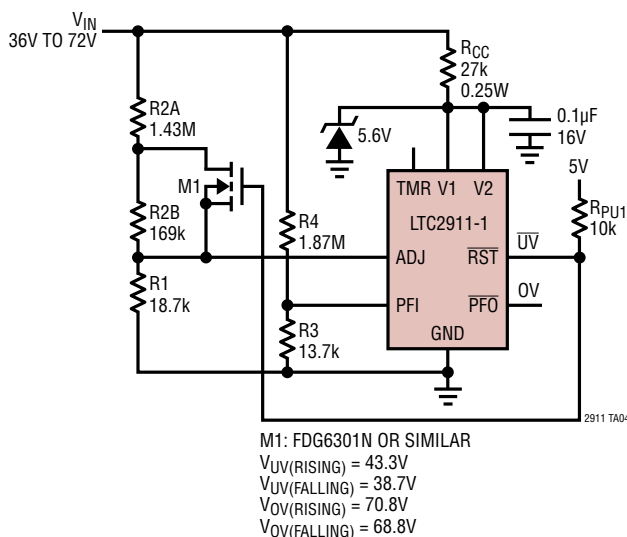 VIN
36V TO 72V
R2A
1.43M
M1
R2B
169k
R1
18.7k
R4
1.87M
R3
13.7k
RCC
27k
0.25W
5.6V
0.1µF
16V
5V
RPU1
10k
TMR V1 V2
LTC2911-1
ADJ
RST
UV
PFI
PFO
OV
GND
2911 TA04
M1: FDG6301N OR SIMILAR
VUV(RISING) = 43.3V
VUV(FALLING) = 38.7V
VOV(RISING) = 70.8V
VOV(FALLING) = 68.8V